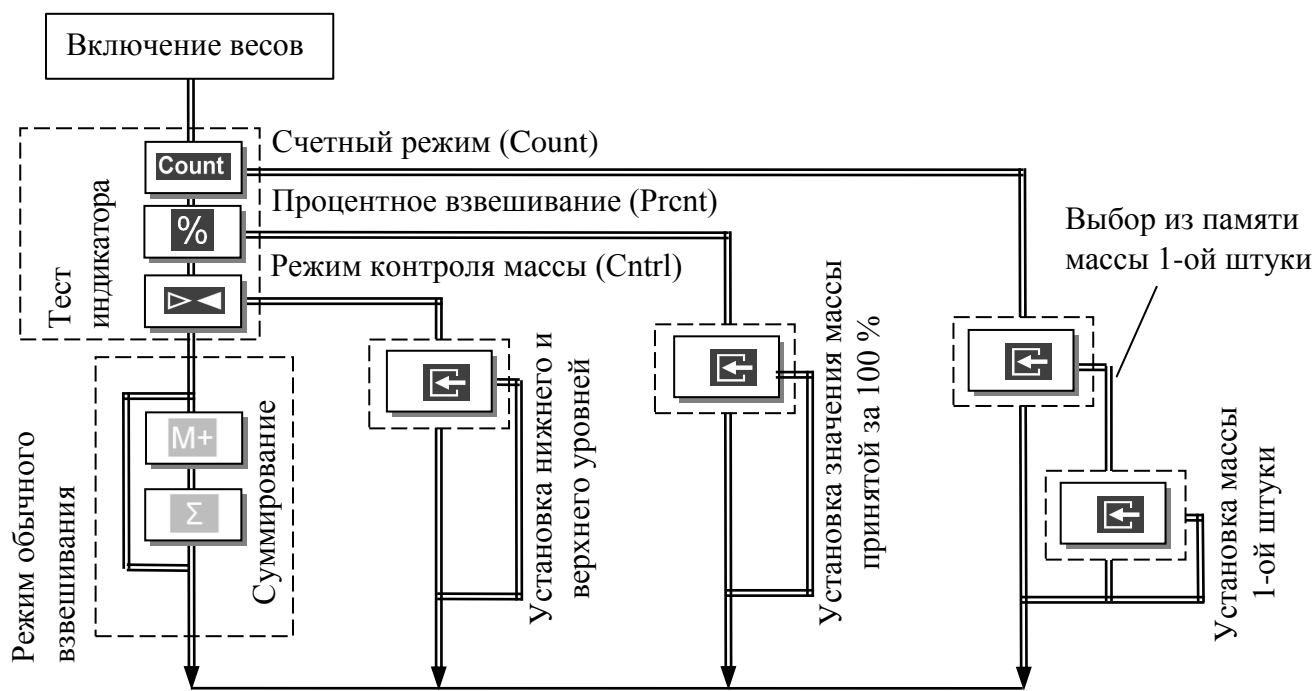 Включение весов
Тест
индикатора
Count
%
Счетный режим (Count)
Процентное взвешивание (Prcnt)
Режим контроля массы (Cntrl)
Выбор из памяти
массы 1-ой штуки
Режим обычного
взвешивания
M+
Σ
Суммирование
Установка нижнего и
верхнего уровней
Установка значения массы
принятой за 100 %
Установка массы
1-ой штуки